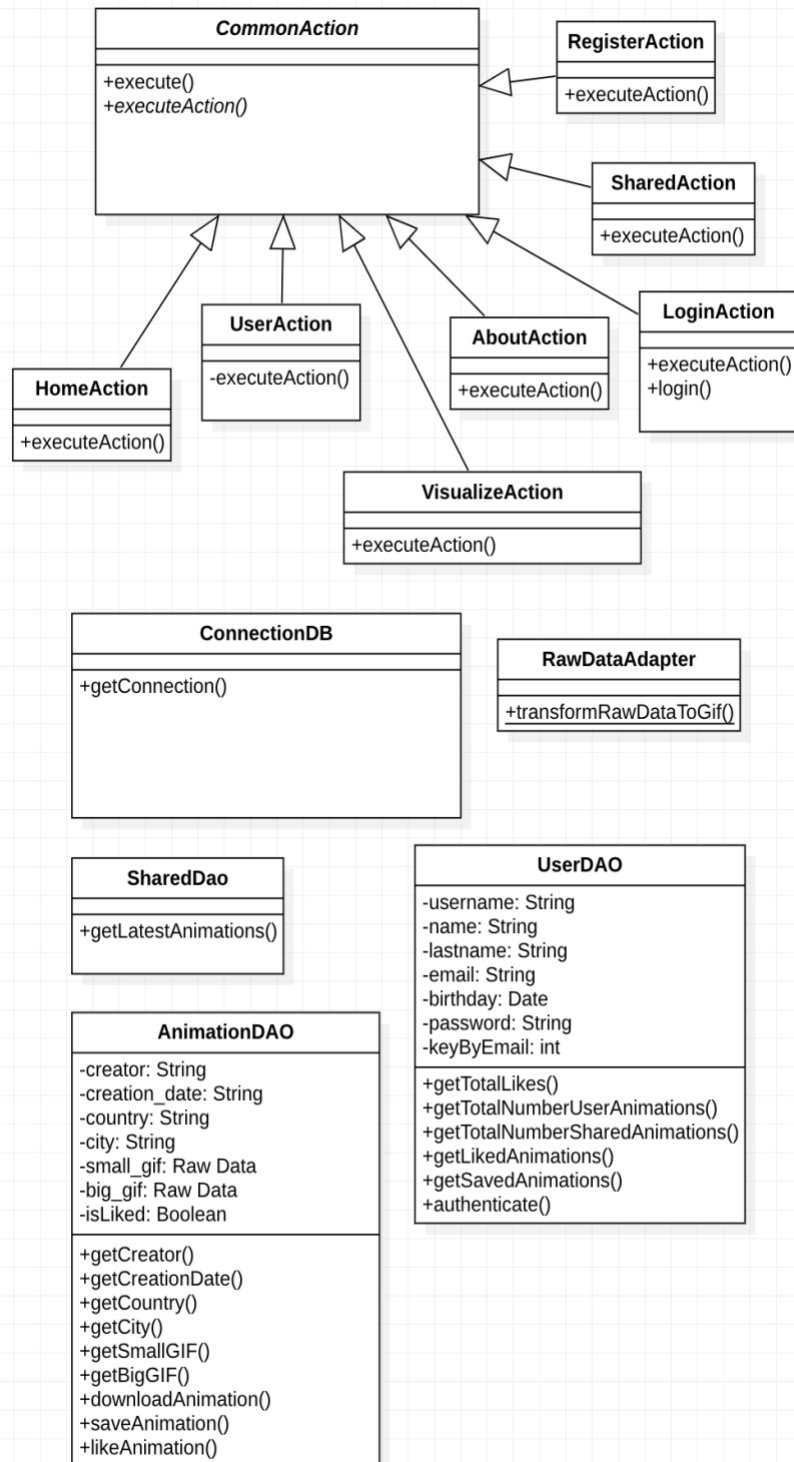 CommonAction
+execute()
+executeAction()
RegisterAction
+executeAction()
SharedAction
+executeAction()
LoginAction
+executeAction()
+login()
UserAction
-executeAction()
AboutAction
+executeAction()
HomeAction
+executeAction()
VisualizeAction
+executeAction()
ConnectionDB
+getConnection()
RawDataAdapter
+transformRawDataToGif()
SharedDao
+getLatestAnimations()
UserDAO
-username: String
-name: String
-lastname: String
-email: String
-birthday: Date
-password: String
-keyByEmail: int
+getTotalLikes()
+getTotalNumberUserAnimations()
+getTotalNumberSharedAnimations()
+getLikedAnimations()
+getSavedAnimations()
+authenticate()
AnimationDAO
-creator: String
-creation_date: String
-country: String
-city: String
-small_gif: Raw Data
-big_gif: Raw Data
-isLiked: Boolean
+getCreator()
+getCreationDate()
+getCountry()
+getCity()
+getSmallGIF()
+getBigGIF()
+downloadAnimation()
+saveAnimation()
+likeAnimation()